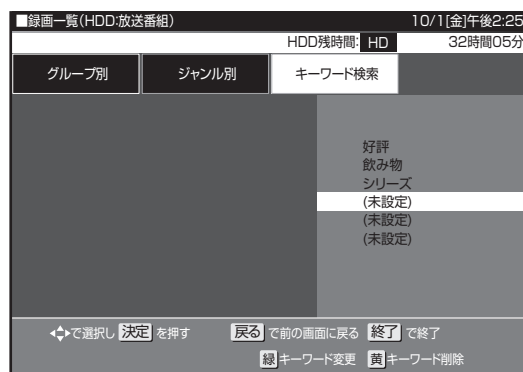 ■録画一覧(HDD:放送番組) 10/1[金]午後2:25
HDD残時間: HD 32時間05分
グループ別 ジャンル別 キーワード検索
好評
飲み物
シリーズ
(未設定)
(未設定)
(未設定)
で選択し 決定 を押す 戻る で前の画面に戻る 終了 で終了
緑 キーワード変更 黄 キーワード削除